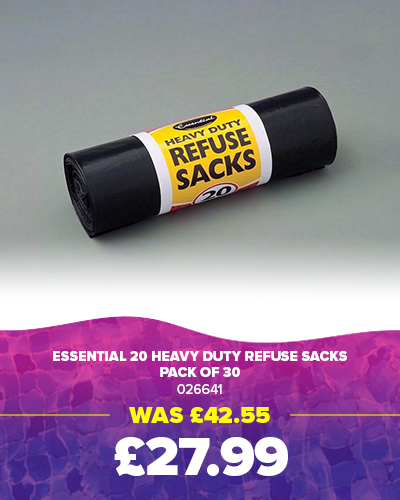 Essential
HEAVY DUTY
REFUSE
SACKS
20
ESSENTIAL 20 HEAVY DUTY REFUSE SACKS
PACK OF 30
026641
WAS £42.55
£27.99